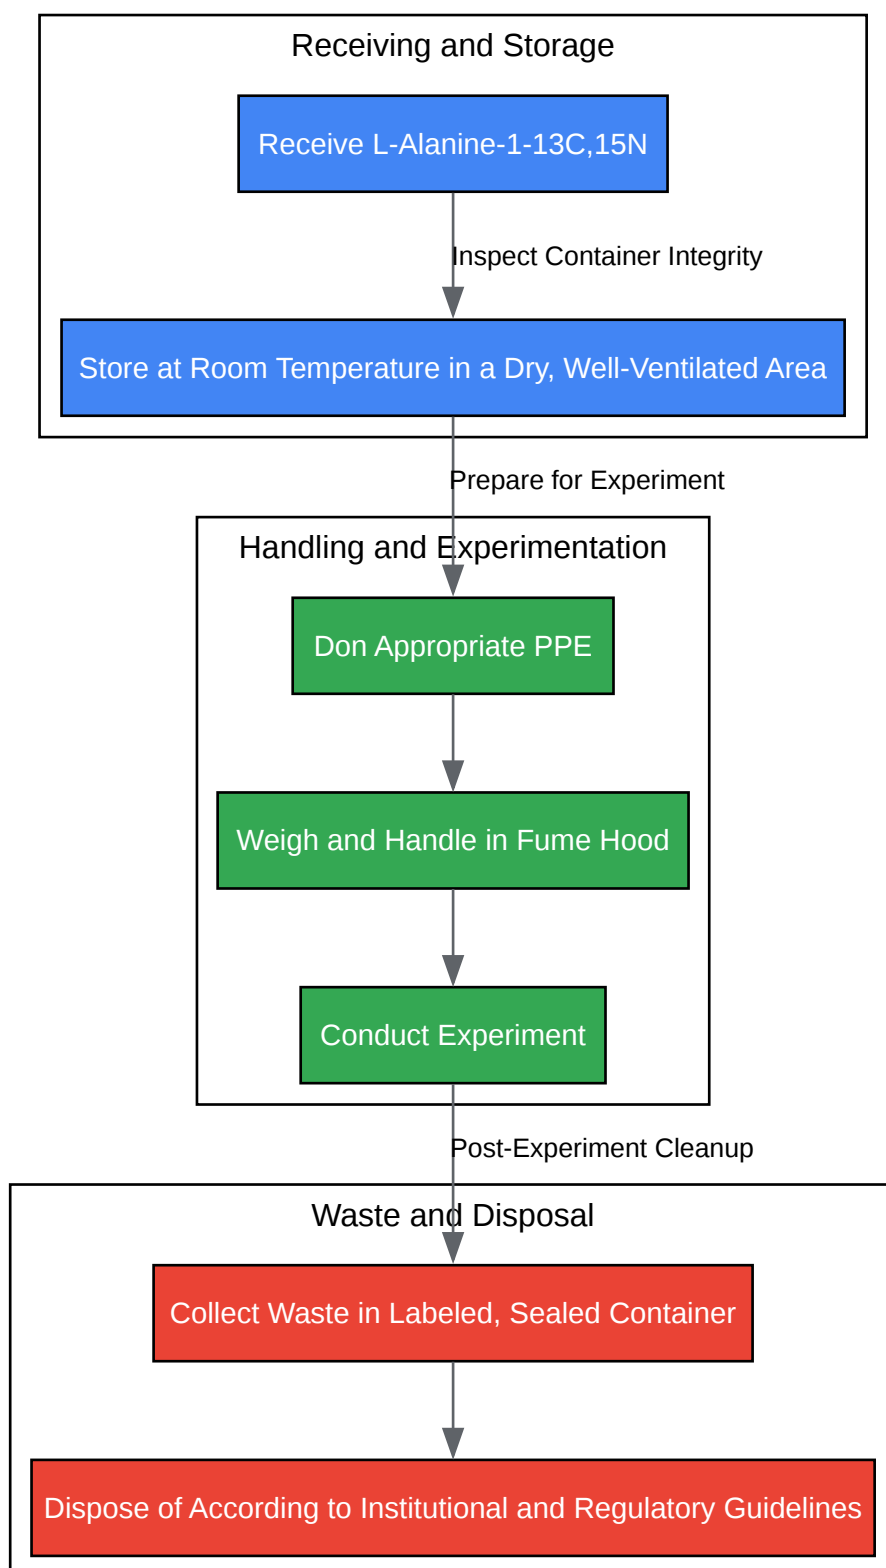 Receiving and Storage
Receive L-Alanine-1-13C,15N
Inspect Container Integrity
Store at Room Temperature in a Dry, Well-Ventilated Area
Prepare for Experiment
Handling and Experimentation
Don Appropriate PPE
Weigh and Handle in Fume Hood
Conduct Experiment
Post-Experiment Cleanup
Waste and Disposal
Collect Waste in Labeled, Sealed Container
Dispose of According to Institutional and Regulatory Guidelines